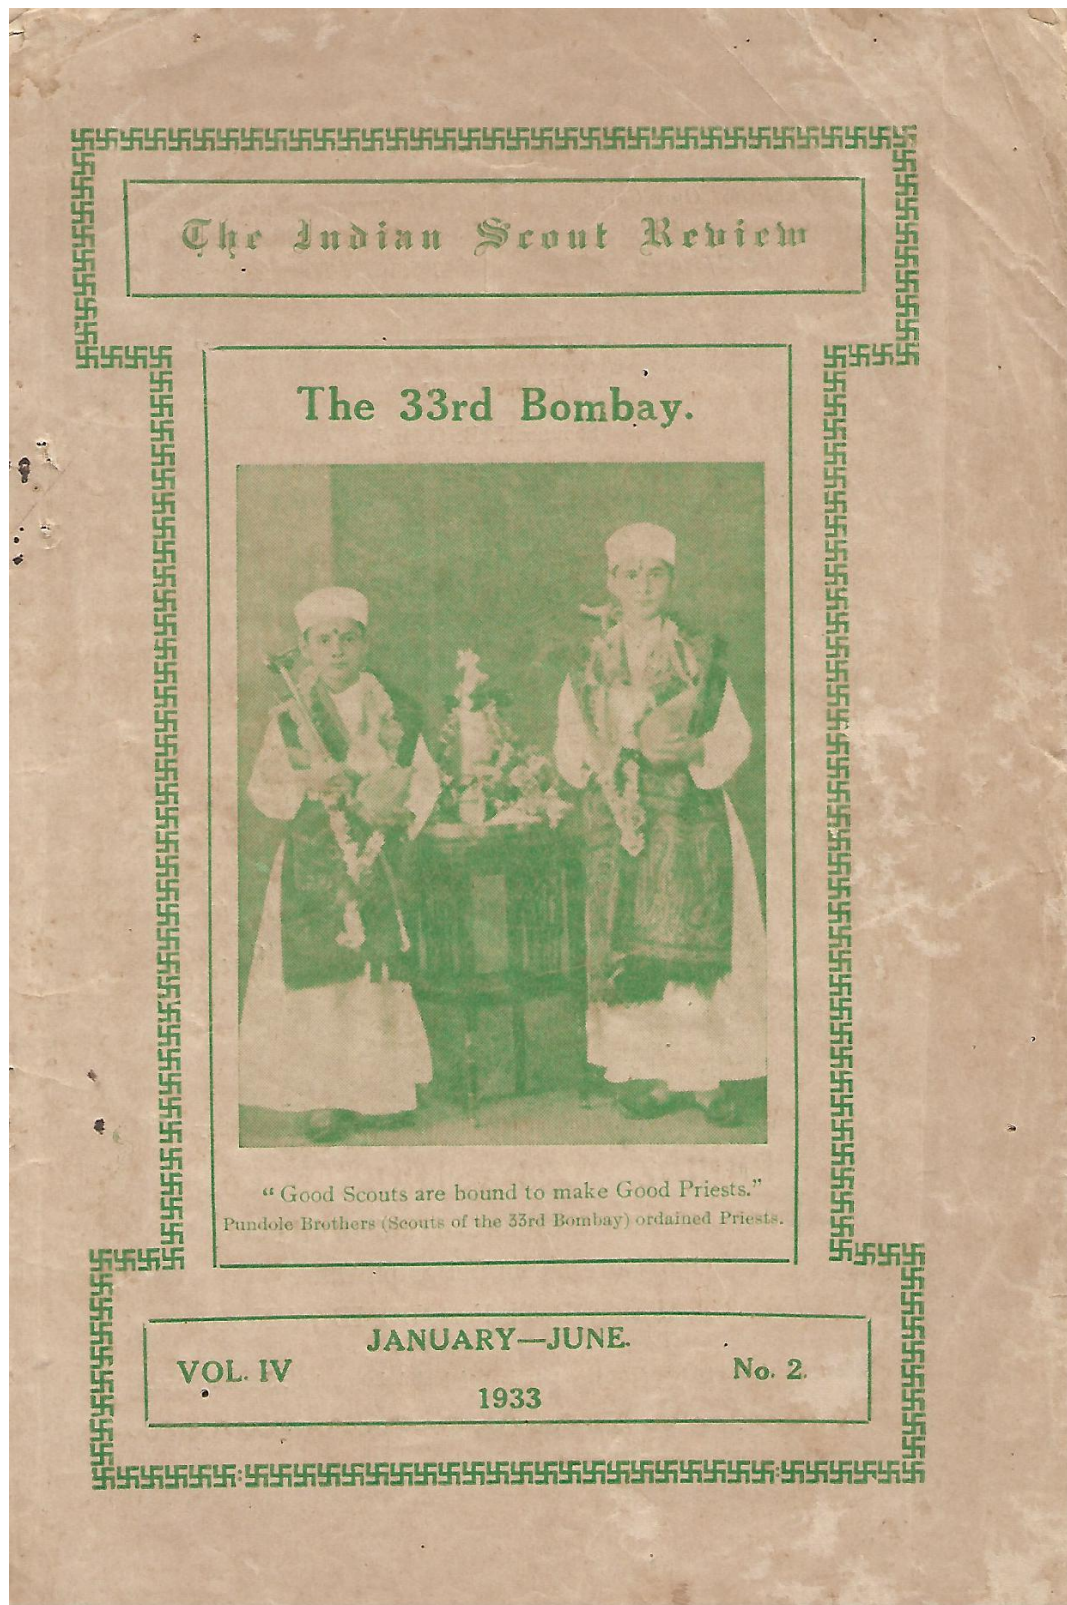 The Indian Scout Review
The 33rd Bombay.
“ Good Scouts are bound to make Good Priests.”
Pundole Brothers (Scouts of the 33rd Bombay) ordained Priests.
JANUARY—JUNE.
VOL. IV No. 2.
1933